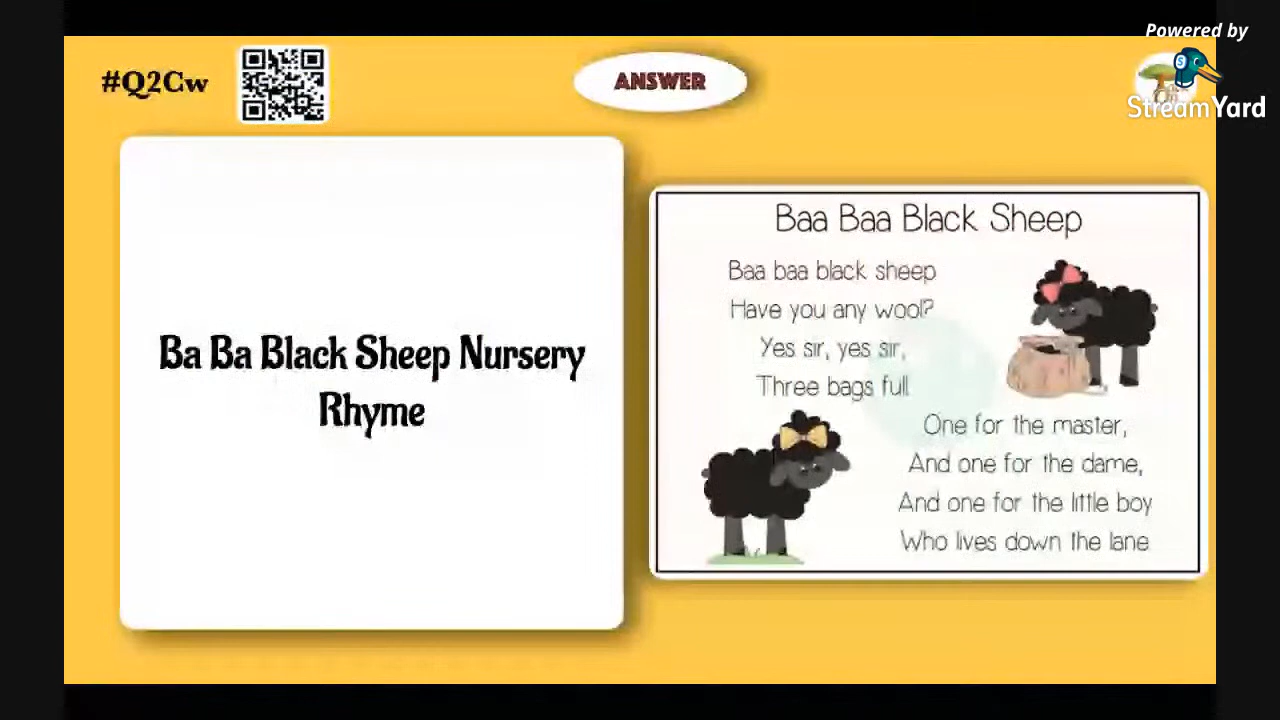 Powered by
StreamYard
#Q2Cw
ANSWER
Ba Ba Black Sheep Nursery
Rhyme
Baa Baa Black Sheep
Baa baa black sheep
Have you any wool?
Yes sir, yes sir,
Three bags full
One for the master,
And one for the dame,
And one for the little boy
Who lives down the lane